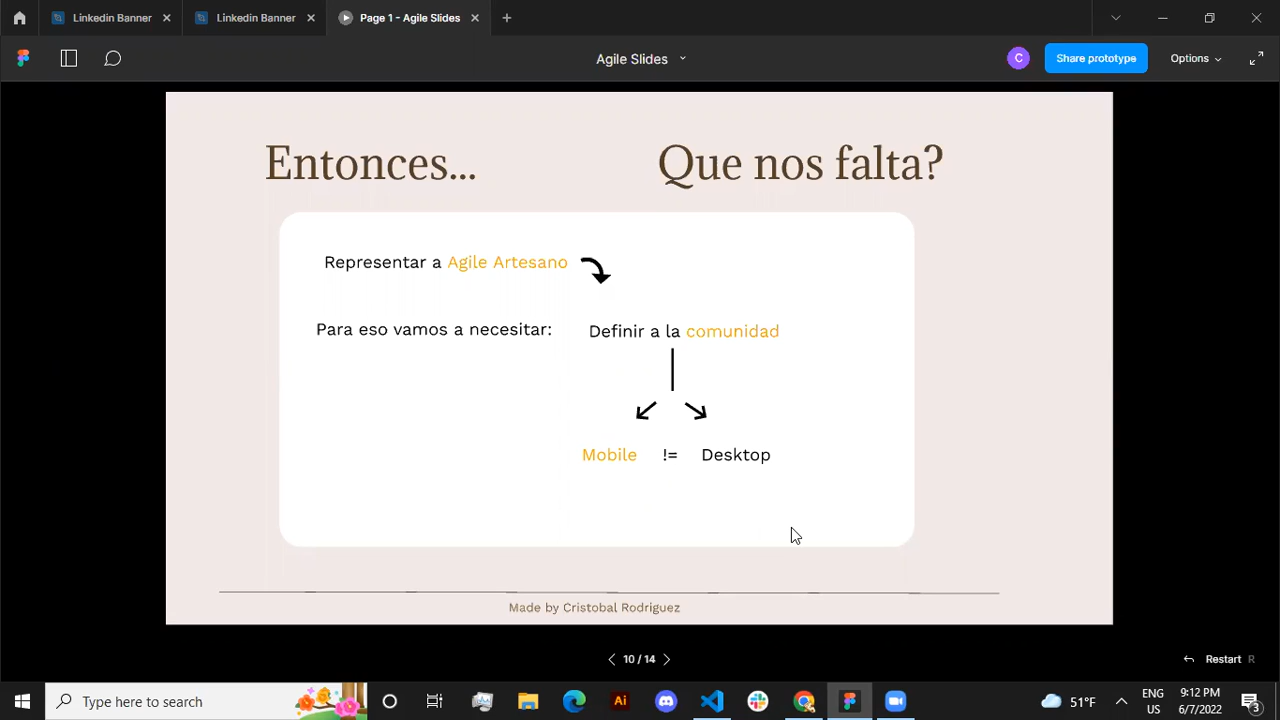 Linkedin Banner
Linkedin Banner
Page 1 - Agile Slides
Agile Slides
C
Share prototype
Options
Entonces...
Que nos falta?
Representar a Agile Artesano
Para eso vamos a necesitar:
Definir a la comunidad
Mobile != Desktop
Made by Cristobal Rodriguez
10 / 14
Restart R
Type here to search
Ai
51°F
ENG
US
9:12 PM
6/7/2022
3